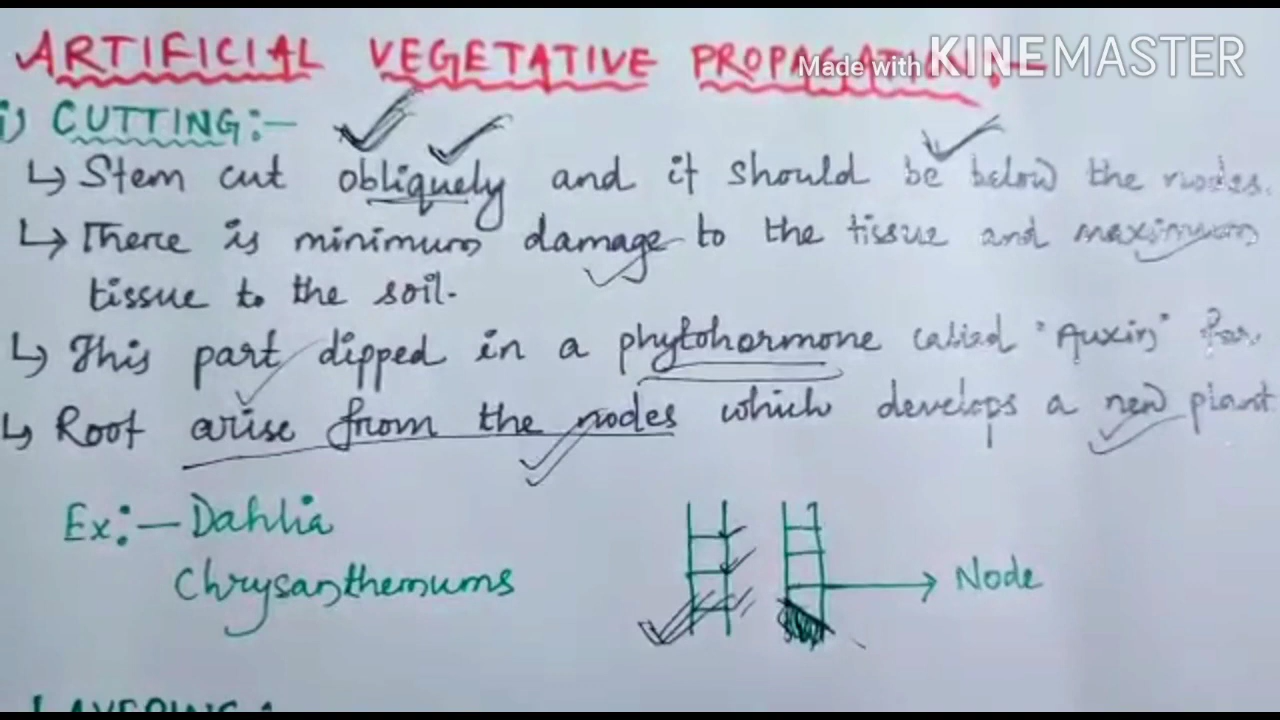 ARTIFICIAL VEGETATIVE PROPAGATION:-
Made with KINEMASTER
i) CUTTING:-
↳ Stem cut obliquely and it should be below the nodes.
↳ There is minimum damage to the tissue and maximum
tissue to the soil.
↳ This part dipped in a phytohormone called "Auxin" for
↳ Root arise from the nodes which develops a new plant
Ex:- Dahlia
Chrysanthemums
Node
LAYERING: